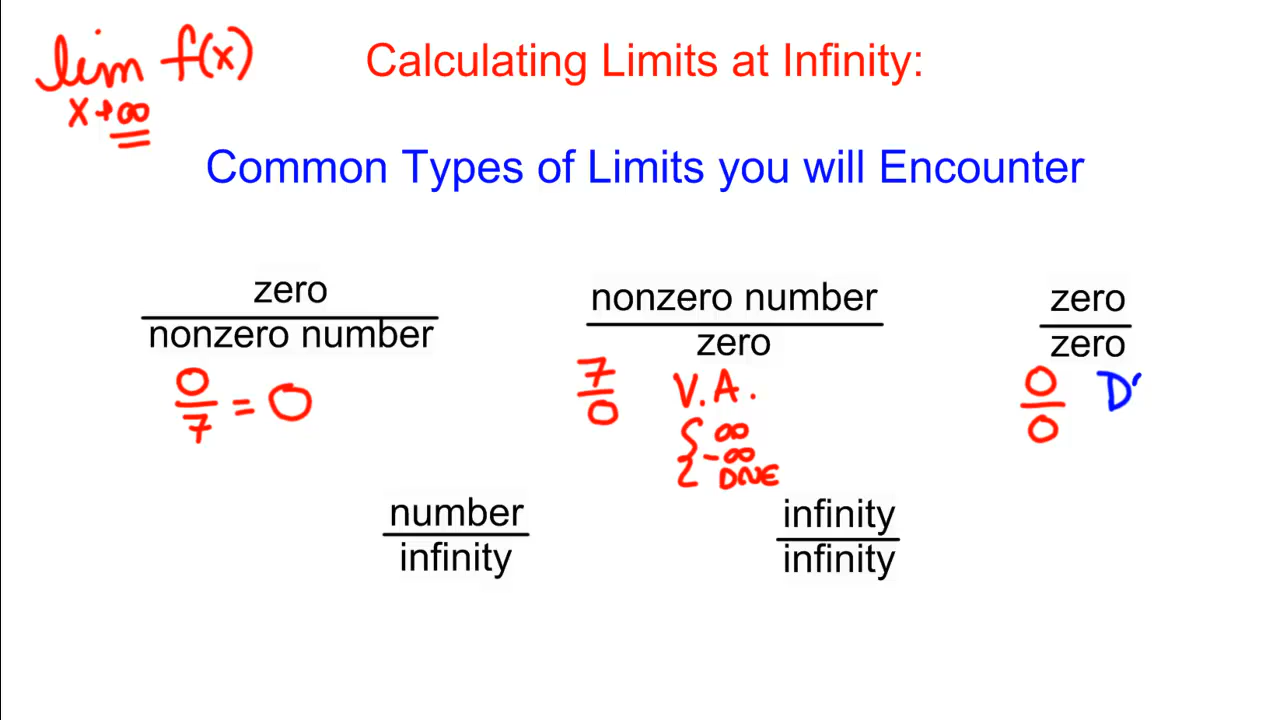 lim f(x)
x→∞
Calculating Limits at Infinity:
Common Types of Limits you will Encounter
zero
nonzero number
0
7
= 0
nonzero number
zero
7
0
V.A.
{ ∞
-∞
DNE
zero
zero
0
0
D'
number
infinity
infinity
infinity